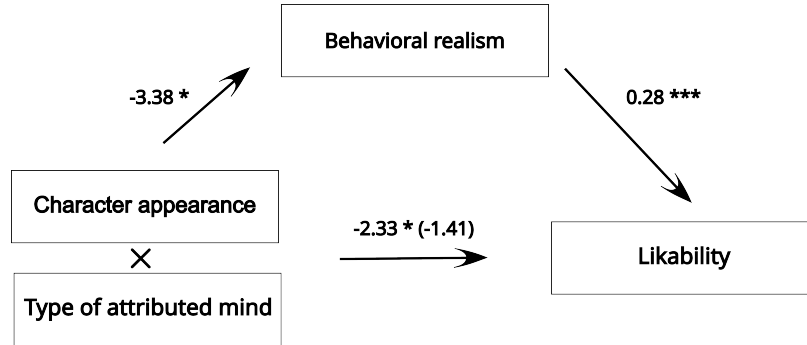 Behavioral realism
-3.38 *
0.28 ***
Character appearance
-2.33 * (-1.41)
Likability
×
Type of attributed mind